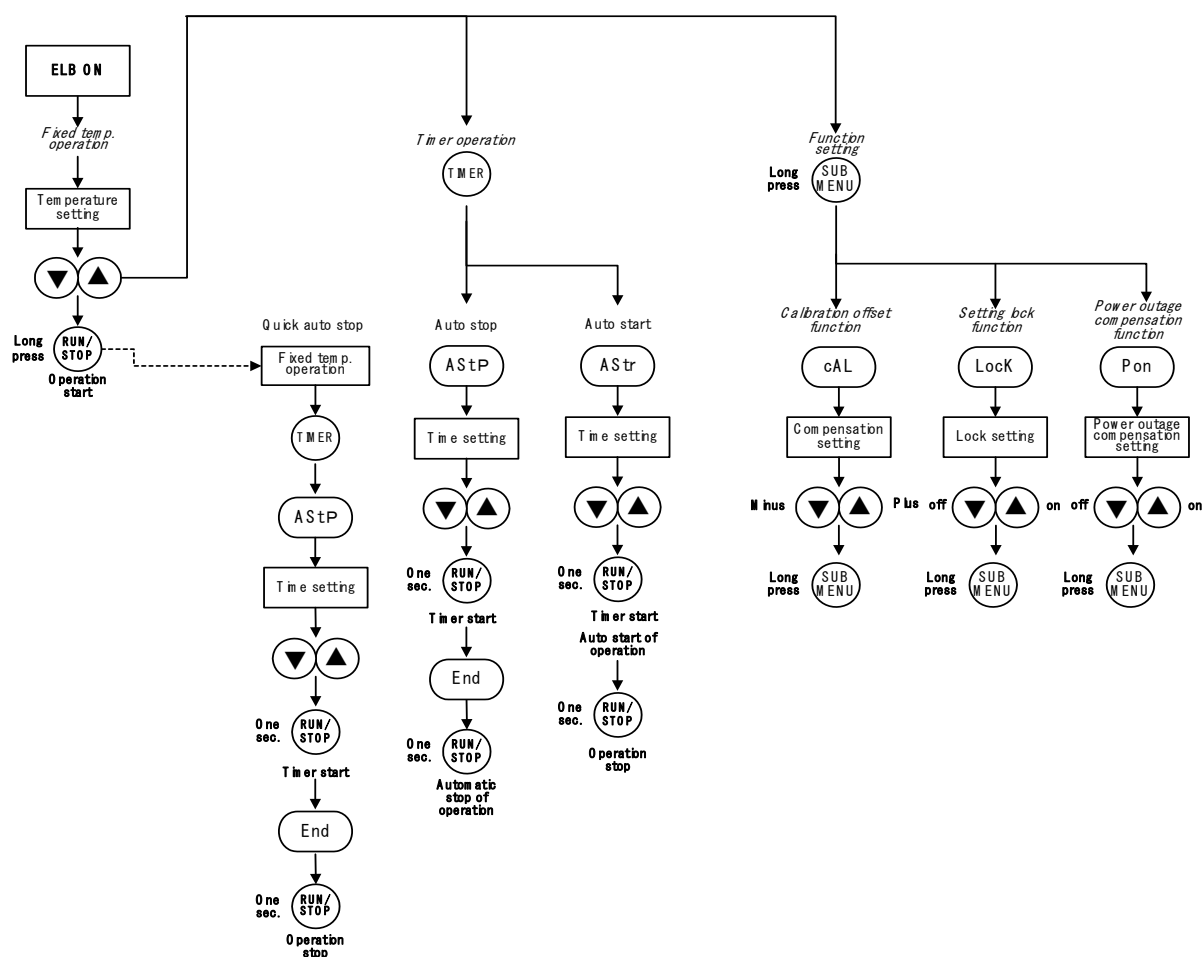 ELB ON
Fixed temp.
operation
Temperature
setting
▼ ▲
Long
press
RUN/
STOP
Operation
start
Quick auto stop
Fixed temp.
operation
TIMER
AStP
Time setting
▼ ▲
One
sec.
RUN/
STOP
Timer start
End
One
sec.
RUN/
STOP
Operation
stop
Timer operation
TIMER
Auto stop
AStP
Time setting
▼ ▲
One
sec.
RUN/
STOP
Timer start
End
One
sec.
RUN/
STOP
Automatic
stop of
operation
Auto start
AStr
Time setting
▼ ▲
One
sec.
RUN/
STOP
Timer start
Auto start of
operation
One
sec.
RUN/
STOP
Operation
stop
Function
setting
Long
press
SUB
MENU
Calibration offset
function
cAL
Compensation
setting
Minus ▼ ▲ Plus
Long
press
SUB
MENU
Setting lock
function
LocK
Lock setting
off ▼ ▲ on
Long
press
SUB
MENU
Power outage
compensation
function
Pon
Power outage
compensation
setting
off ▼ ▲ on
Long
press
SUB
MENU